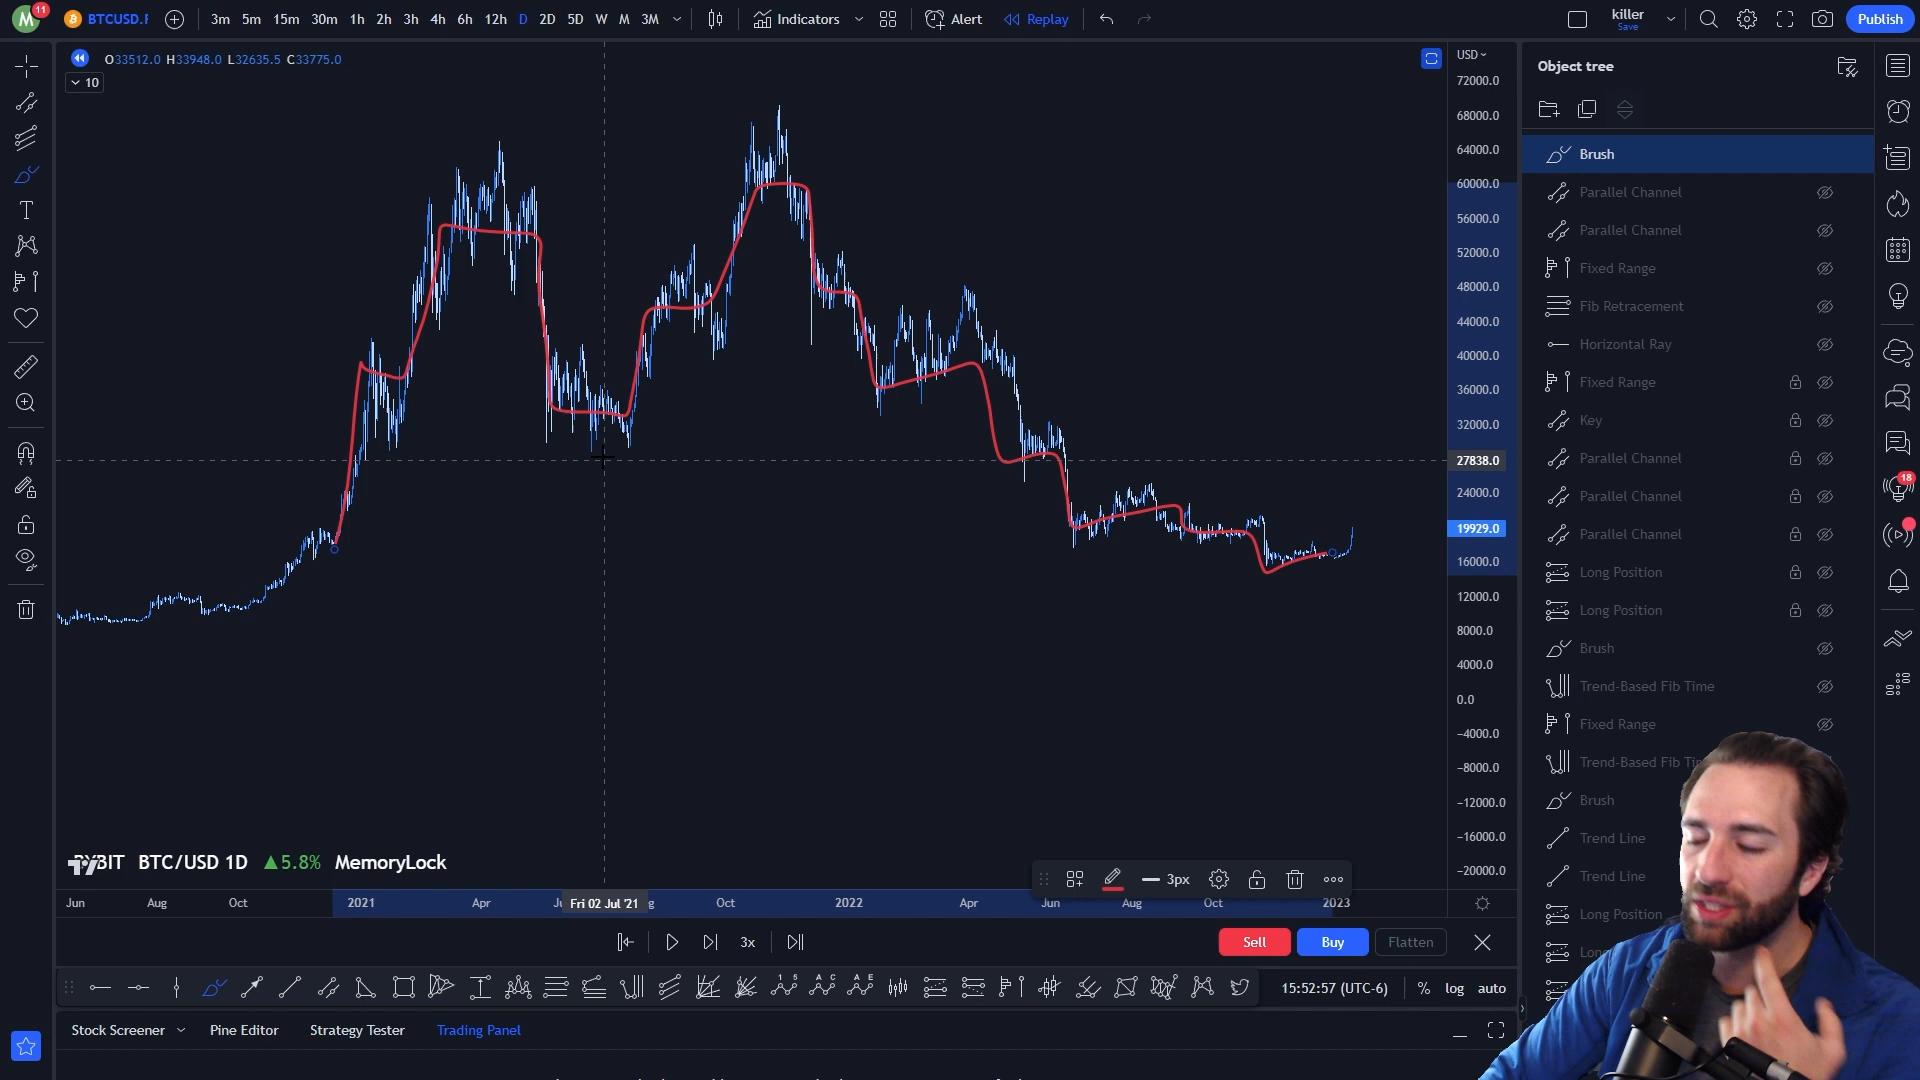 M
11
BTCUSD.F
3m 5m 15m 30m 1h 2h 3h 4h 6h 12h D 2D 5D W M 3M
Indicators
Alert
Replay
killer
Save
Publish
O33512.0 H33948.0 L32635.5 C33775.0
10
USD
72000.0
68000.0
64000.0
60000.0
56000.0
52000.0
48000.0
44000.0
40000.0
36000.0
32000.0
27838.0
24000.0
19929.0
16000.0
12000.0
8000.0
4000.0
0.0
−4000.0
−8000.0
−12000.0
−16000.0
−20000.0
Object tree
Brush
Parallel Channel
Parallel Channel
Fixed Range
Fib Retracement
Horizontal Ray
Fixed Range
Key
Parallel Channel
Parallel Channel
Parallel Channel
Long Position
Long Position
Brush
Trend-Based Fib Time
Fixed Range
Trend-Based Fib
Brush
Trend Line
Trend Line
Long Position
18
BTC/USD 1D 5.8% MemoryLock
3px
Jun Aug Oct 2021 Apr Fri 02 Jul '21 Oct 2022 Apr Jun Aug Oct 2023
3x
Sell Buy Flatten
15:52:57 (UTC-6) % log auto
Stock Screener Pine Editor Strategy Tester Trading Panel